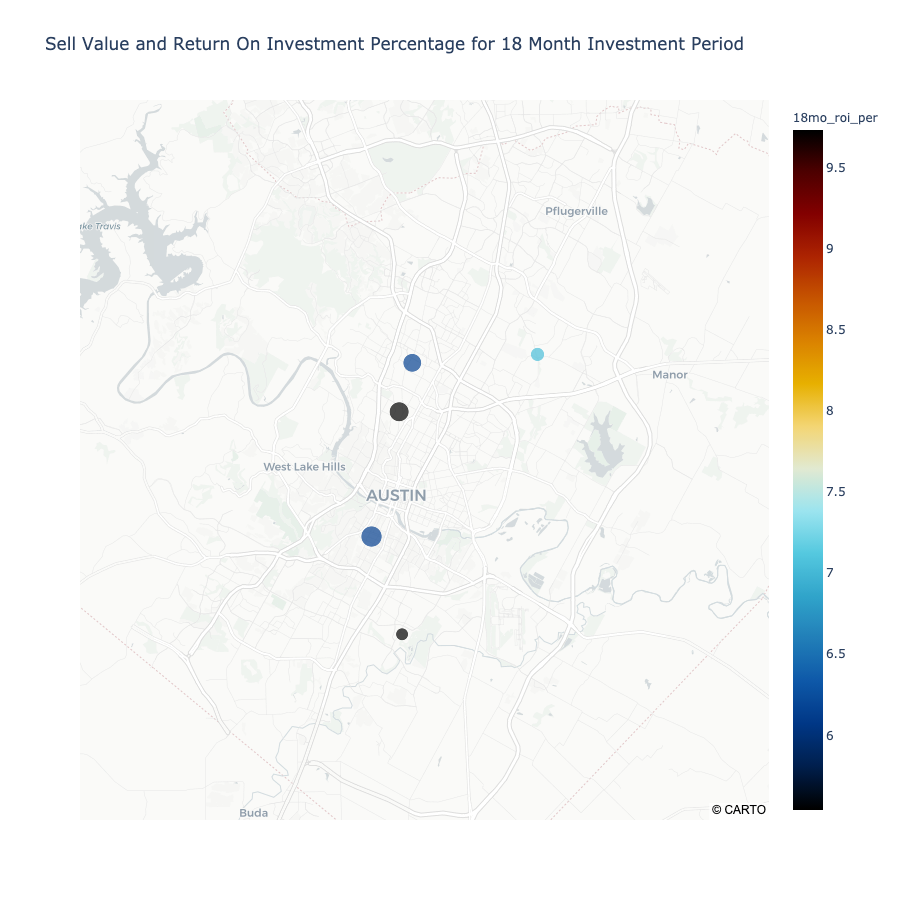 Sell Value and Return On Investment Percentage for 18 Month Investment Period
18mo_roi_per
9.5
9
8.5
8
7.5
7
6.5
6
Pflugerville
ake Travis
Manor
West Lake Hills
AUSTIN
Buda
© CARTO